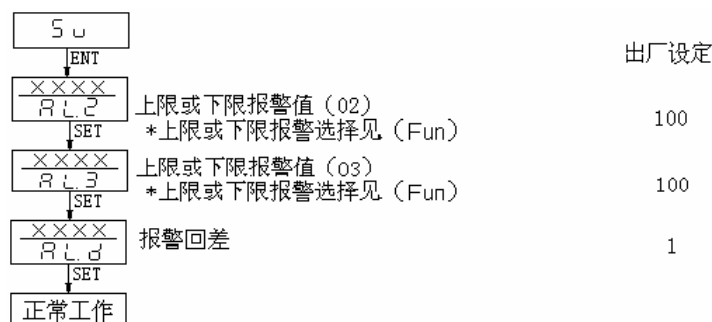 Su
ENT
出厂设定
XXXX
AL.2
上限或下限报警值（02）
SET
*上限或下限报警选择见（Fun）
100
XXXX
AL.3
上限或下限报警值（03）
SET
*上限或下限报警选择见（Fun）
100
XXXX
AL.d
报警回差
1
SET
正常工作